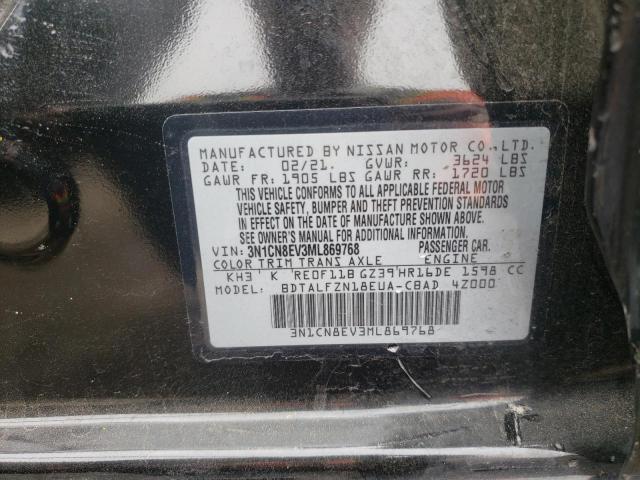 MANUFACTURED BY NISSAN MOTOR CO., LTD.
DATE: 02/21. GVWR: 3624 LBS
GAWR FR: 1905 LBS GAWR RR: 1720 LBS
THIS VEHICLE CONFORMS TO ALL APPLICABLE FEDERAL MOTOR
VEHICLE SAFETY, BUMPER AND THEFT PREVENTION STANDARDS
IN EFFECT ON THE DATE OF MANUFACTURE SHOWN ABOVE.
SEE OWNER'S MANUAL FOR ADDITIONAL INFORMATION.
VIN: 3N1CN8EV3ML869768 PASSENGER CAR.
COLOR TRIM TRANS AXLE ENGINE
KH3 K RE0F11B GZ39 HR16DE 1598 CC
MODEL: BDTALFZN18EUA-CBAD 4Z000
3N1CN8EV3ML869768